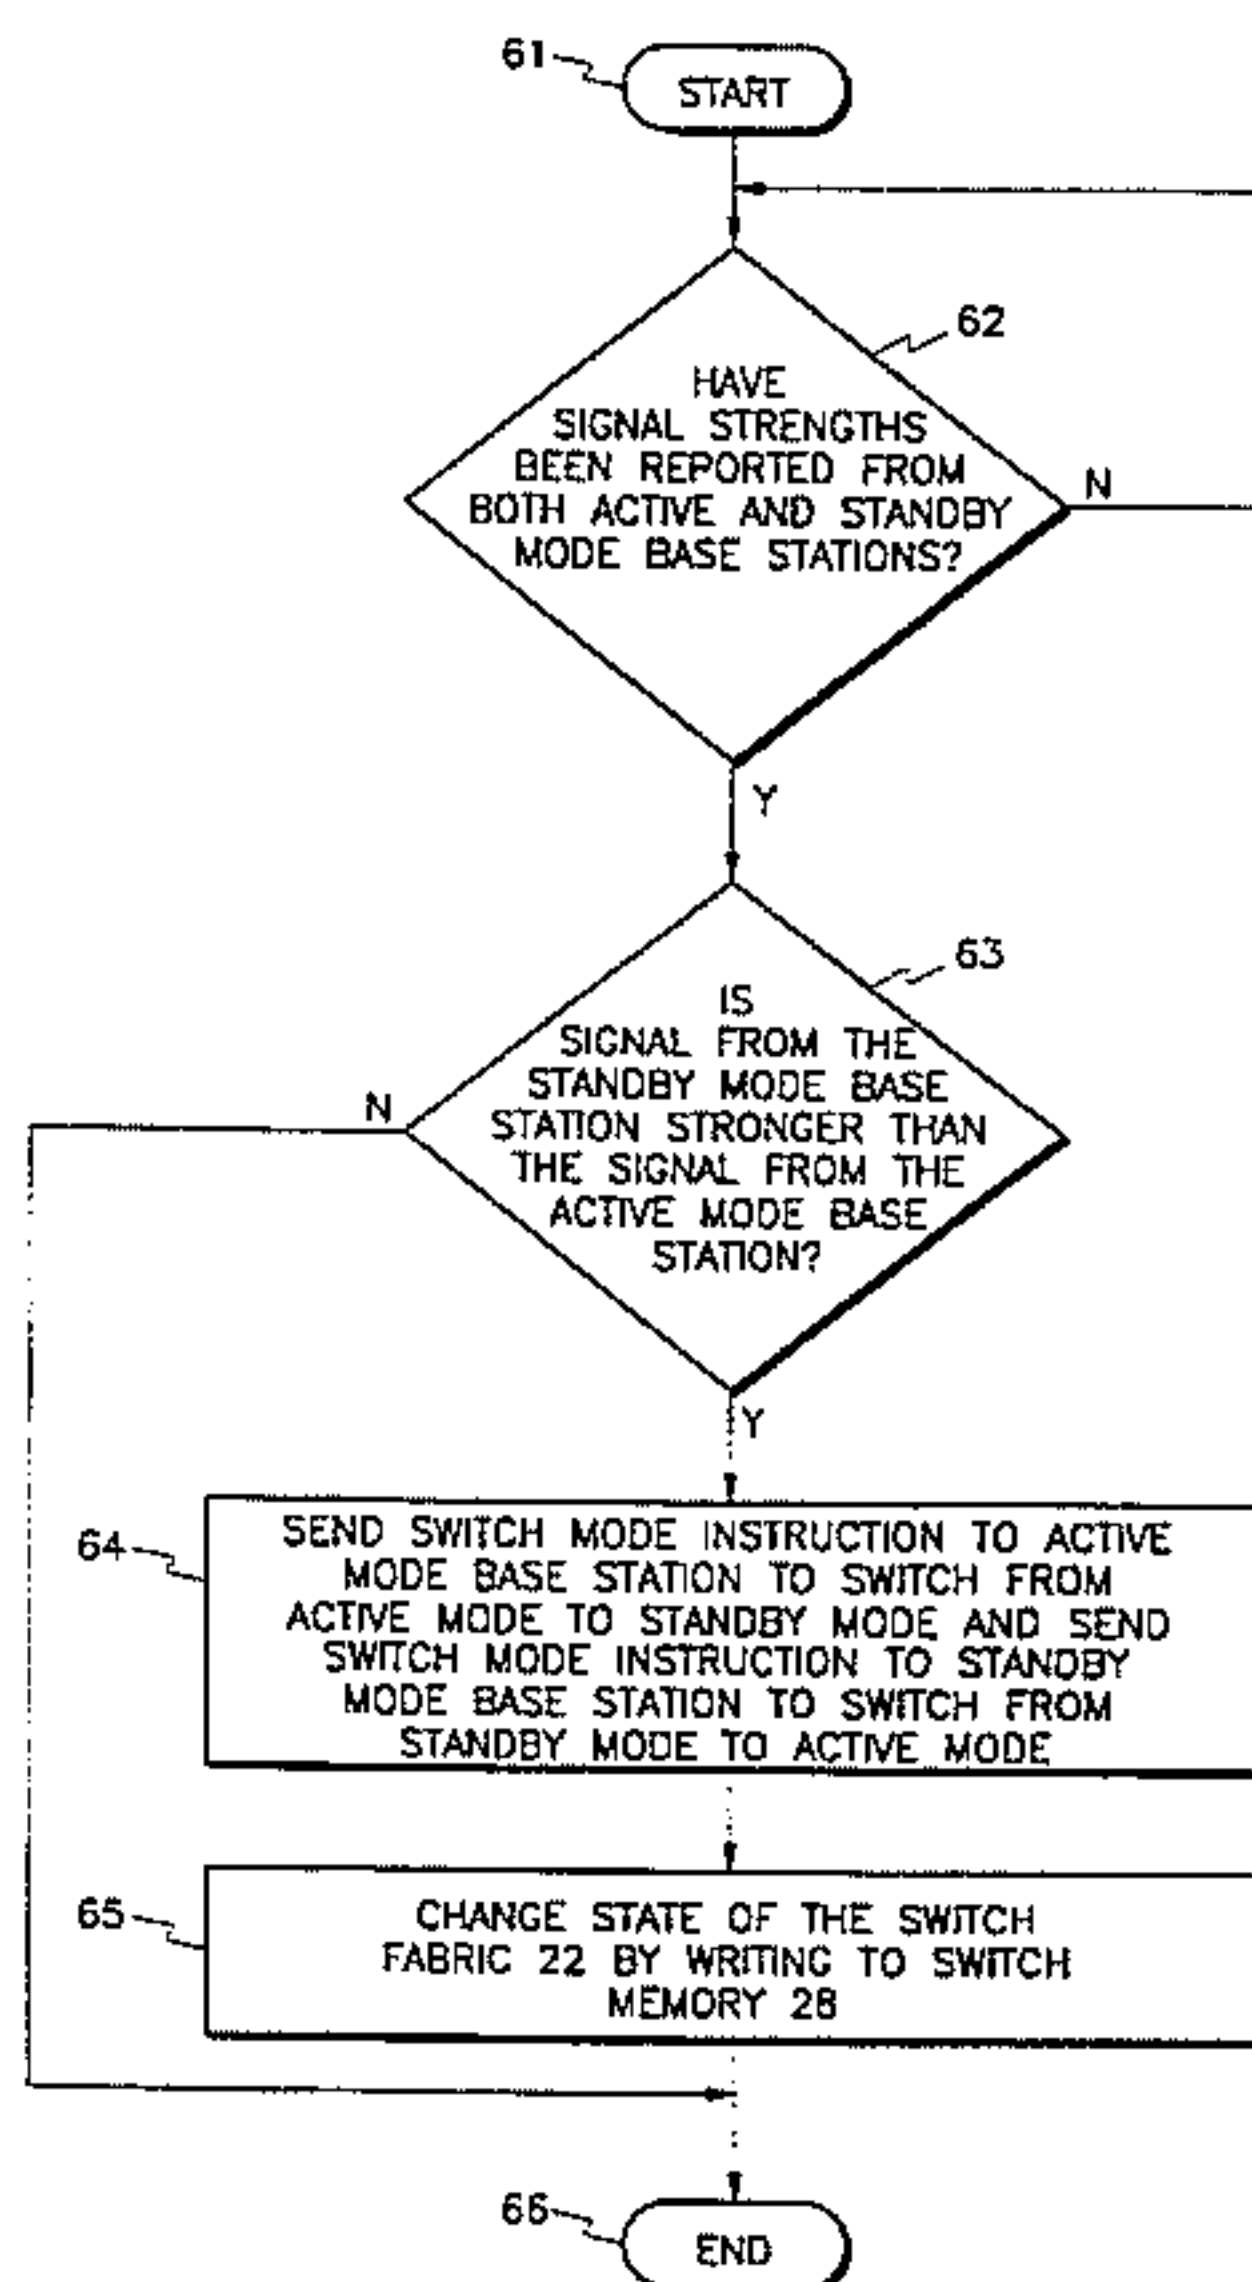 61
START
62
HAVE
SIGNAL STRENGTHS
BEEN REPORTED FROM
BOTH ACTIVE AND STANDBY
MODE BASE STATIONS?
N
Y
63
IS
SIGNAL FROM THE
STANDBY MODE BASE
STATION STRONGER THAN
THE SIGNAL FROM THE
ACTIVE MODE BASE
STATION?
N
Y
64
SEND SWITCH MODE INSTRUCTION TO ACTIVE
MODE BASE STATION TO SWITCH FROM
ACTIVE MODE TO STANDBY MODE AND SEND
SWITCH MODE INSTRUCTION TO STANDBY
MODE BASE STATION TO SWITCH FROM
STANDBY MODE TO ACTIVE MODE
65
CHANGE STATE OF THE SWITCH
FABRIC 22 BY WRITING TO SWITCH
MEMORY 28
66
END